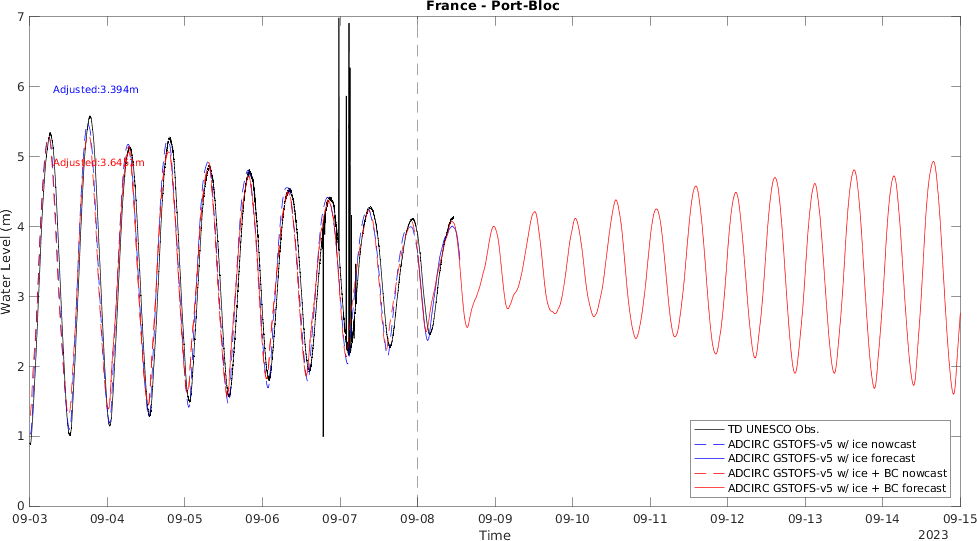 France - Port-Bloc
7
6
5
4
3
2
1
0
Water Level (m)
Adjusted:3.394m
TD UNESCO Obs.
ADCIRC GSTOFS-v5 w/ ice nowcast
ADCIRC GSTOFS-v5 w/ ice forecast
ADCIRC GSTOFS-v5 w/ ice + BC nowcast
ADCIRC GSTOFS-v5 w/ ice + BC forecast
09-03 09-04 09-05 09-06 09-07 09-08 09-09 09-10 09-11 09-12 09-13 09-14 09-15
Time
2023